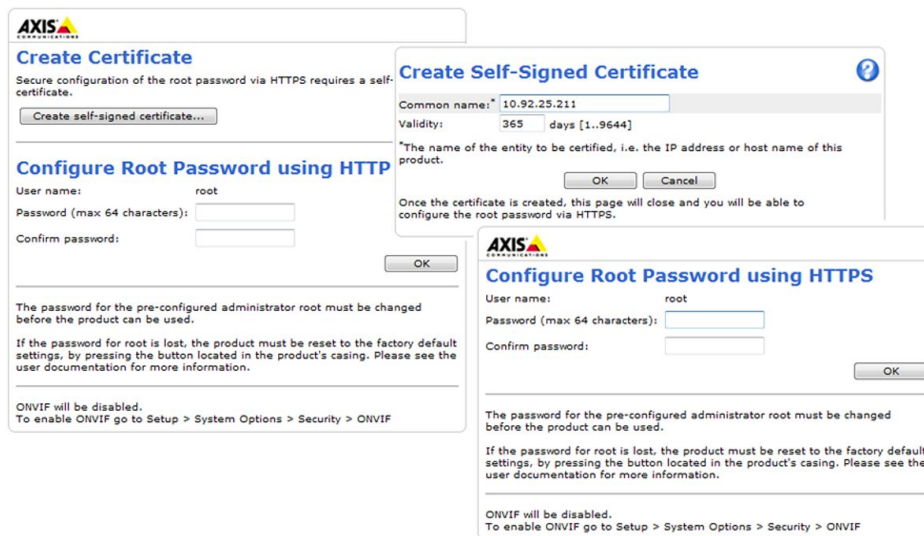 AXIS
COMMUNICATIONS
Create Certificate
Secure configuration of the root password via HTTPS requires a self-
certificate.
Create self-signed certificate...
Configure Root Password using HTTP
User name: root
Password (max 64 characters):
Confirm password:
OK
The password for the pre-configured administrator root must be changed
before the product can be used.
If the password for root is lost, the product must be reset to the factory default
settings, by pressing the button located in the product's casing. Please see the
user documentation for more information.
ONVIF will be disabled.
To enable ONVIF go to Setup > System Options > Security > ONVIF
Create Self-Signed Certificate
?
Common name:* 10.92.25.211
Validity: 365 days [1..9644]
*The name of the entity to be certified, i.e. the IP address or host name of this
product.
OK Cancel
Once the certificate is created, this page will close and you will be able to
configure the root password via HTTPS.
AXIS
COMMUNICATIONS
Configure Root Password using HTTPS
User name: root
Password (max 64 characters):
Confirm password:
OK
The password for the pre-configured administrator root must be changed
before the product can be used.
If the password for root is lost, the product must be reset to the factory default
settings, by pressing the button located in the product's casing. Please see the
user documentation for more information.
ONVIF will be disabled.
To enable ONVIF go to Setup > System Options > Security > ONVIF